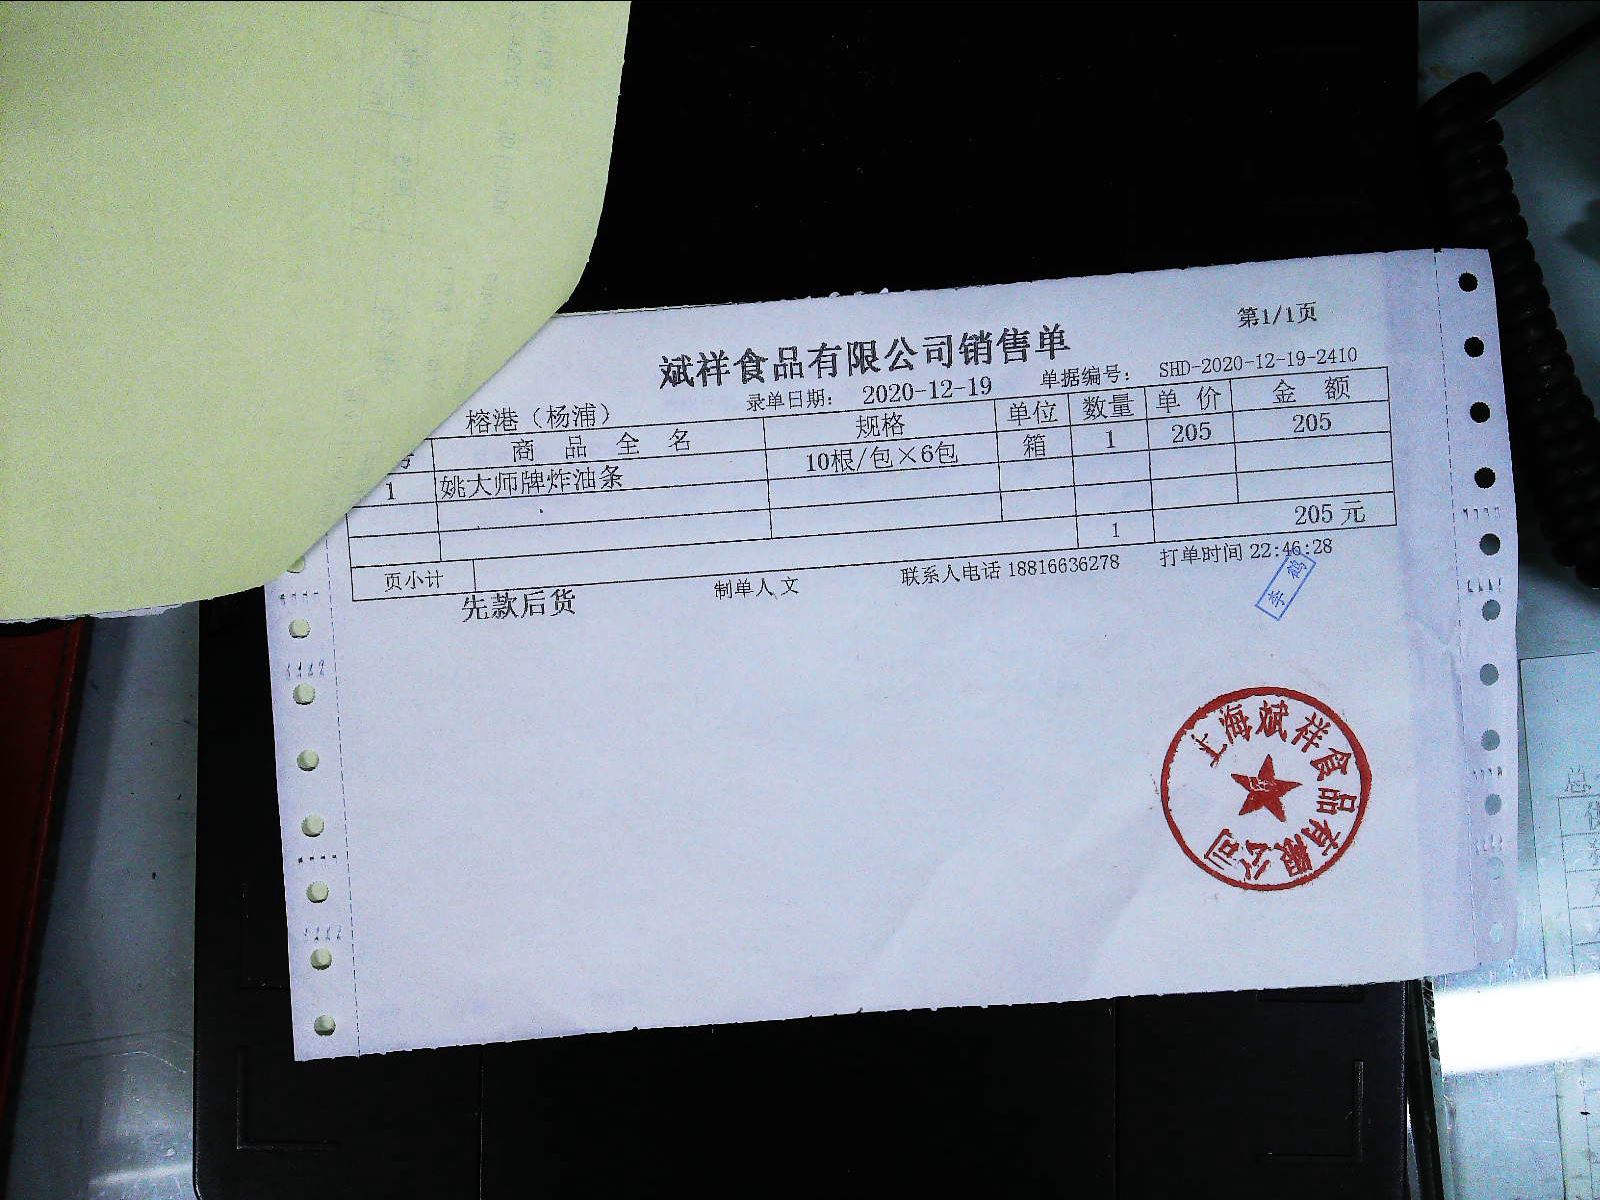 第1/1页
斌祥食品有限公司销售单
榕港（杨浦） 录单日期： 2020-12-19 单据编号： SHD-2020-12-19-2410
商品全名 规格 单位 数量 单价 金额
1 姚大师牌炸油条 10根/包×6包 箱 1 205 205
页小计 1 205元
先款后货 制单人 文 联系人电话 18816636278 打单时间 22:46:28
上海斌祥食品有限公司